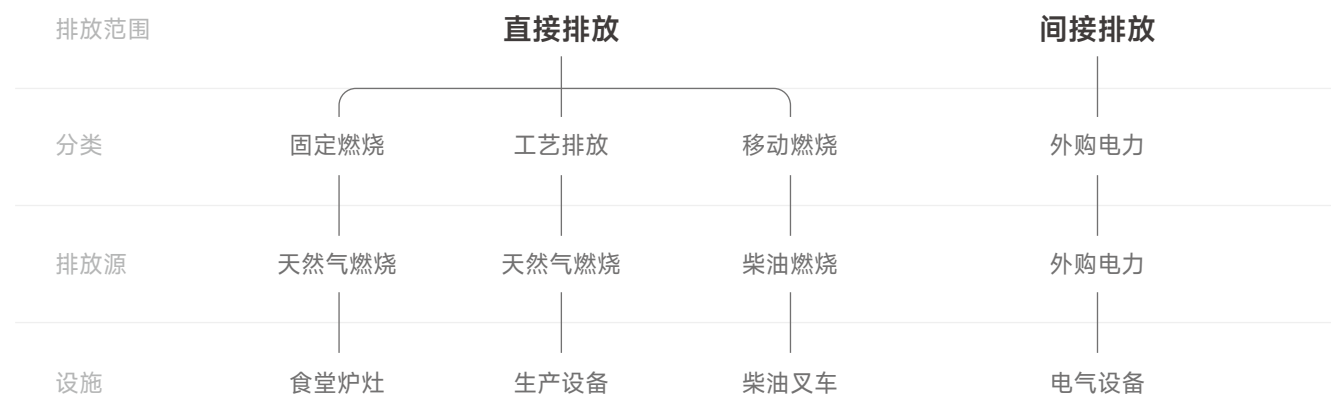 排放范围 直接排放 间接排放
分类 固定燃烧 工艺排放 移动燃烧 外购电力
排放源 天然气燃烧 天然气燃烧 柴油燃烧 外购电力
设施 食堂炉灶 生产设备 柴油叉车 电气设备